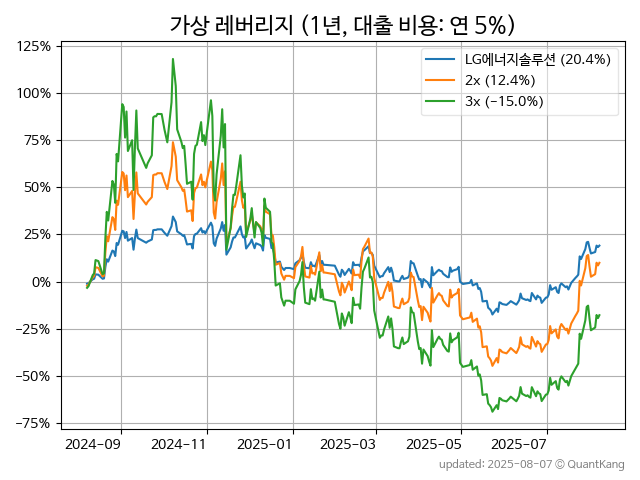 가상 레버리지 (1년, 대출 비용: 연 5%)
LG에너지솔루션 (20.4%)
2x (12.4%)
3x (−15.0%)
125%
100%
75%
50%
25%
0%
−25%
−50%
−75%
2024-09 2024-11 2025-01 2025-03 2025-05 2025-07
updated: 2025-08-07 © QuantKang